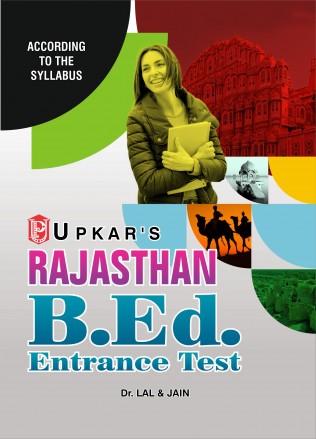 ACCORDING
TO THE
SYLLABUS
UPKAR'S
RAJASTHAN
B.Ed.
Entrance Test
Dr. LAL & JAIN